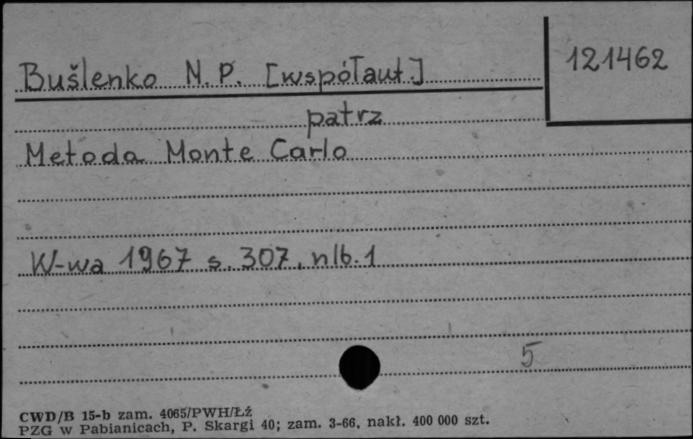 Bušlenko N.P. [współaut.]
121462
patrz
Metoda Monte Carlo
W-wa 1967 s. 307, nlb. 1
5
CWD/B 15-b zam. 4065/PWH/Łź
PZG w Pabianicach, P. Skargi 40; zam. 3-66, nakł. 400 000 szt.